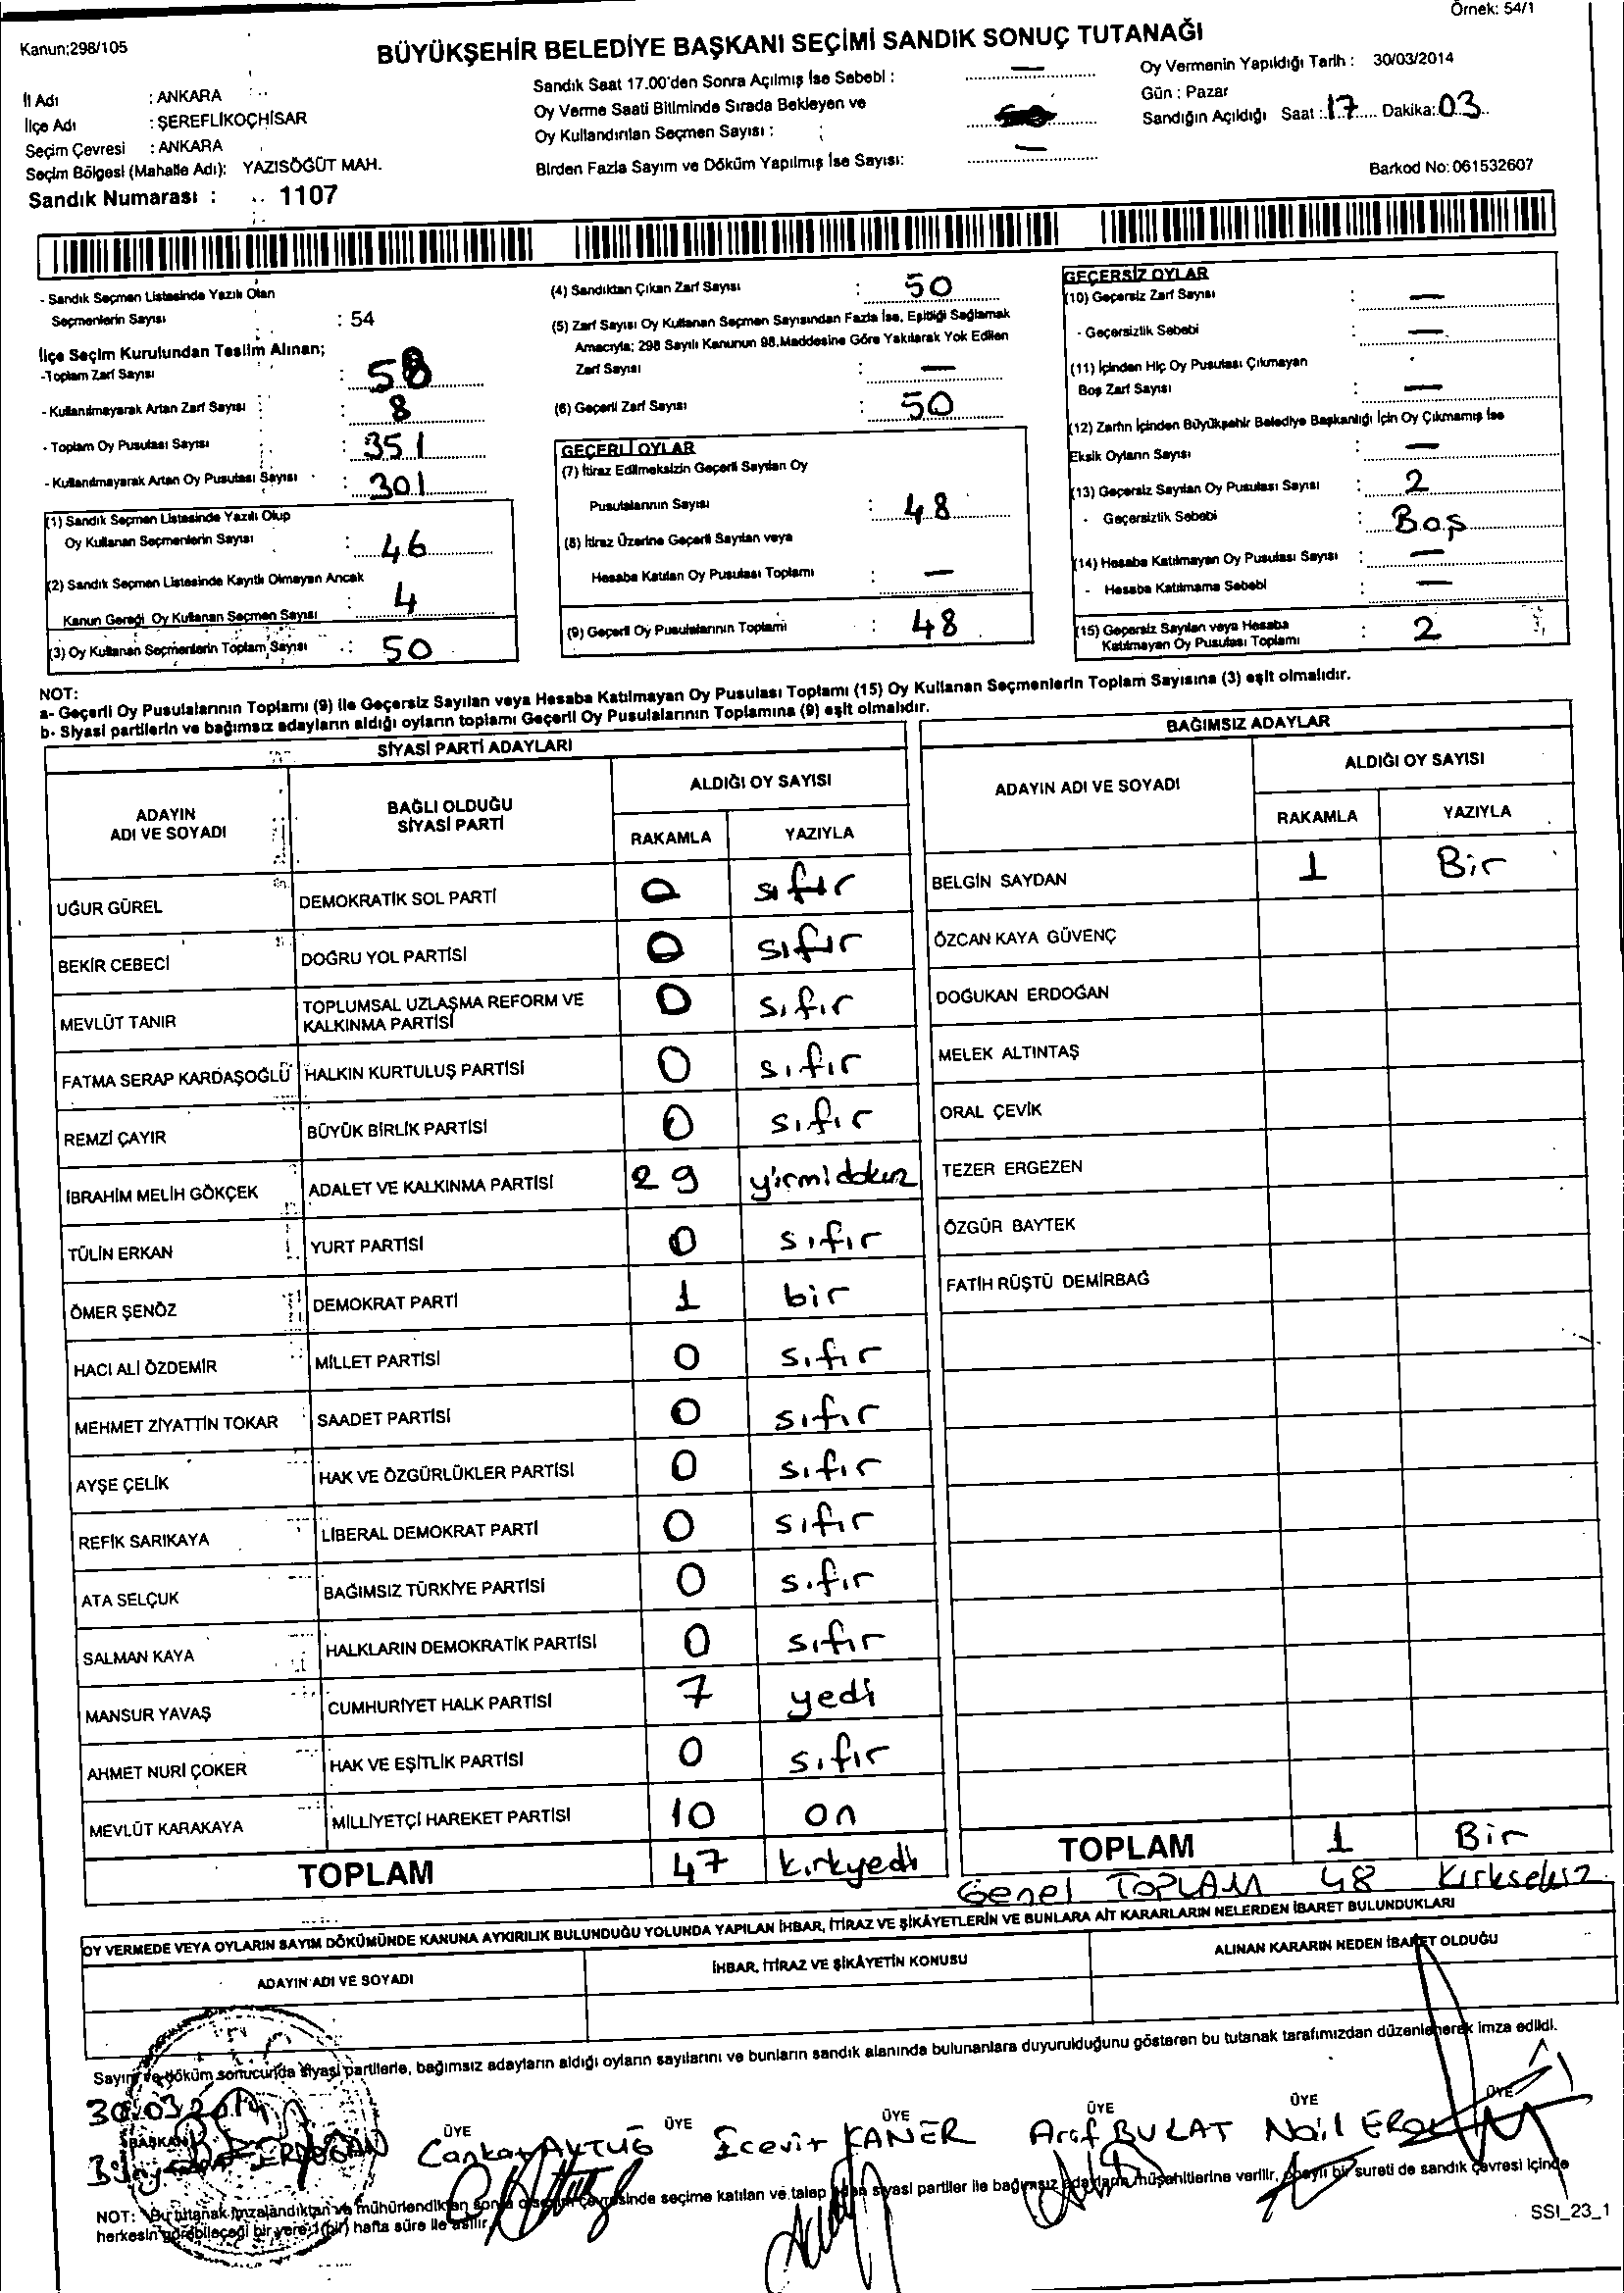 Örnek: 54/1
Kanun;298/105
BÜYÜKŞEHİR BELEDİYE BAŞKANI SEÇİMİ SANDIK SONUÇ TUTANAĞI
İl Adı : ANKARA
İlçe Adı : ŞEREFLİKOÇHİSAR
Seçim Çevresi : ANKARA
Seçim Bölgesi (Mahalle Adı): YAZISÖĞÜT MAH.
Sandık Numarası : 1107
Sandık Saat 17.00'den Sonra Açılmış İse Sebebi : —
Oy Verme Saati Bitiminde Sırada Bekleyen ve
Oy Kullandırılan Seçmen Sayısı :
Birden Fazla Sayım ve Döküm Yapılmış İse Sayısı: —
Oy Vermenin Yapıldığı Tarih : 30/03/2014
Gün : Pazar
Sandığın Açıldığı Saat : 17 Dakika: 03
Barkod No: 061532607
- Sandık Seçmen Listesinde Yazılı Olan
Seçmenlerin Sayısı : 54
İlçe Seçim Kurulundan Teslim Alınan;
-Toplam Zarf Sayısı : 58
- Kullanılmayarak Artan Zarf Sayısı : 8
- Toplam Oy Pusulası Sayısı : 351
- Kullanılmayarak Artan Oy Pusulası Sayısı : 301
(1) Sandık Seçmen Listesinde Yazılı Olup
Oy Kullanan Seçmenlerin Sayısı : 46
(2) Sandık Seçmen Listesinde Kayıtlı Olmayan Ancak
Kanun Gereği Oy Kullanan Seçmen Sayısı : 4
(3) Oy Kullanan Seçmenlerin Toplam Sayısı : 50
(4) Sandıktan Çıkan Zarf Sayısı : 50
(5) Zarf Sayısı Oy Kullanan Seçmen Sayısından Fazla İse, Eşitliği Sağlamak
Amacıyla; 298 Sayılı Kanunun 98.Maddesine Göre Yakılarak Yok Edilen
Zarf Sayısı : —
(6) Geçerli Zarf Sayısı : 50
GEÇERLİ OYLAR
(7) İtiraz Edilmeksizin Geçerli Sayılan Oy
Pusulalarının Sayısı : 48
(8) İtiraz Üzerine Geçerli Sayılan veya
Hesaba Katılan Oy Pusulası Toplamı : —
(9) Geçerli Oy Pusulalarının Toplamı : 48
GEÇERSİZ OYLAR
(10) Geçersiz Zarf Sayısı : —
- Geçersizlik Sebebi : —
(11) İçinden Hiç Oy Pusulası Çıkmayan
Boş Zarf Sayısı : —
(12) Zarfın İçinden Büyükşehir Belediye Başkanlığı İçin Oy Çıkmamış İse
Eksik Oyların Sayısı : —
(13) Geçersiz Sayılan Oy Pusulası Sayısı : 2
- Geçersizlik Sebebi : Boş
(14) Hesaba Katılmayan Oy Pusulası Sayısı : —
- Hesaba Katılmama Sebebi : —
(15) Geçersiz Sayılan veya Hesaba
Katılmayan Oy Pusulası Toplamı : 2
NOT:
a- Geçerli Oy Pusulalarının Toplamı (9) ile Geçersiz Sayılan veya Hesaba Katılmayan Oy Pusulası Toplamı (15) Oy Kullanan Seçmenlerin Toplam Sayısına (3) eşit olmalıdır.
b- Siyasi partilerin ve bağımsız adayların aldığı oyların toplamı Geçerli Oy Pusulalarının Toplamına (9) eşit olmalıdır.
SİYASİ PARTİ ADAYLARI
ADAYIN ADI VE SOYADI BAĞLI OLDUĞU SİYASİ PARTİ ALDIĞI OY SAYISI
RAKAMLA YAZIYLA
UĞUR GÜREL DEMOKRATİK SOL PARTİ 0 sıfır
BEKİR CEBECİ DOĞRU YOL PARTİSİ 0 sıfır
MEVLÜT TANIR TOPLUMSAL UZLAŞMA REFORM VE KALKINMA PARTİSİ 0 sıfır
FATMA SERAP KARDAŞOĞLU HALKIN KURTULUŞ PARTİSİ 0 sıfır
REMZİ ÇAYIR BÜYÜK BİRLİK PARTİSİ 0 sıfır
İBRAHİM MELİH GÖKÇEK ADALET VE KALKINMA PARTİSİ 29 yirmidokuz
TÜLİN ERKAN YURT PARTİSİ 0 sıfır
ÖMER ŞENÖZ DEMOKRAT PARTİ 1 bir
HACI ALİ ÖZDEMİR MİLLET PARTİSİ 0 sıfır
MEHMET ZİYATTİN TOKAR SAADET PARTİSİ 0 sıfır
AYŞE ÇELİK HAK VE ÖZGÜRLÜKLER PARTİSİ 0 sıfır
REFİK SARIKAYA LİBERAL DEMOKRAT PARTİ 0 sıfır
ATA SELÇUK BAĞIMSIZ TÜRKİYE PARTİSİ 0 sıfır
SALMAN KAYA HALKLARIN DEMOKRATİK PARTİSİ 0 sıfır
MANSUR YAVAŞ CUMHURİYET HALK PARTİSİ 7 yedi
AHMET NURİ ÇOKER HAK VE EŞİTLİK PARTİSİ 0 sıfır
MEVLÜT KARAKAYA MİLLİYETÇİ HAREKET PARTİSİ 10 on
TOPLAM 47 kırkyedi
BAĞIMSIZ ADAYLAR
ADAYIN ADI VE SOYADI ALDIĞI OY SAYISI
RAKAMLA YAZIYLA
BELGİN SAYDAN 1 Bir
ÖZCAN KAYA GÜVENÇ
DOĞUKAN ERDOĞAN
MELEK ALTINTAŞ
ORAL ÇEVİK
TEZER ERGEZEN
ÖZGÜR BAYTEK
FATİH RÜŞTÜ DEMİRBAĞ
TOPLAM 1 Bir
Genel TOPLAM 48 Kırksekiz
OY VERMEDE VEYA OYLARIN SAYIM DÖKÜMÜNDE KANUNA AYKIRILIK BULUNDUĞU YOLUNDA YAPILAN İHBAR, İTİRAZ VE ŞİKÂYETLERİN VE BUNLARA AİT KARARLARIN NELERDEN İBARET BULUNDUKLARI
ADAYIN ADI VE SOYADI İHBAR, İTİRAZ VE ŞİKÂYETİN KONUSU ALINAN KARARIN NEDEN İBARET OLDUĞU
Sayım ve döküm sonucunda siyasi partilerle, bağımsız adayların aldığı oyların sayılarını ve bunların sandık alanında bulunanlara duyurulduğunu gösteren bu tutanak tarafımızdan düzenlenerek imza edildi.
30.03.2014
BAŞKAN ÜYE ÜYE ÜYE ÜYE ÜYE ÜYE
ERDOĞAN Cankat AKTUĞ Ecevit KANER Arif BULAT Nail
NOT: Bu tutanak imzalandıktan ve mühürlendikten sonra o seçim çevresinde seçime katılan ve talep eden siyasi partiler ile bağımsız adayların müşahitlerine verilir, onaylı bir sureti de sandık çevresi içinde
herkesin görebileceği bir yere 1 (bir) hafta süre ile asılır.
SSI_23_1